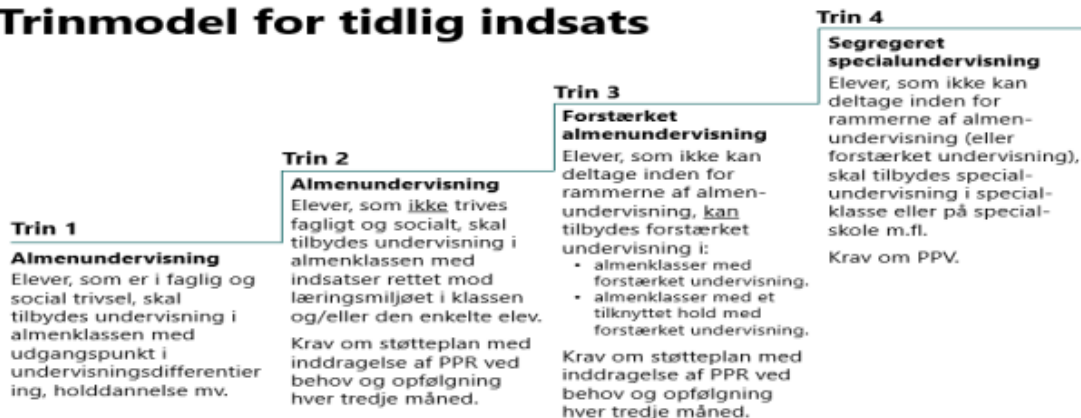 Trinmodel for tidlig indsats
Trin 1
Almenundervisning
Elever, som er i faglig og
social trivsel, skal
tilbydes undervisning i
almenklassen med
udgangspunkt i
undervisningsdifferentier
ing, holddannelse mv.
Trin 2
Almenundervisning
Elever, som ikke trives
fagligt og socialt, skal
tilbydes undervisning i
almenklassen med
indsatser rettet mod
læringsmiljøet i klassen
og/eller den enkelte elev.
Krav om støtteplan med
inddragelse af PPR ved
behov og opfølgning
hver tredje måned.
Trin 3
Forstærket
almenundervisning
Elever, som ikke kan
deltage inden for
rammerne af almen-
undervisning, kan
tilbydes forstærket
undervisning i:
• almenklasser med
forstærket undervisning.
• almenklasser med et
tilknyttet hold med
forstærket undervisning.
Krav om støtteplan med
inddragelse af PPR ved
behov og opfølgning
hver tredje måned.
Trin 4
Segregeret
specialundervisning
Elever, som ikke kan
deltage inden for
rammerne af almen-
undervisning (eller
forstærket undervisning),
skal tilbydes special-
undervisning i special-
klasse eller på special-
skole m.fl.
Krav om PPV.